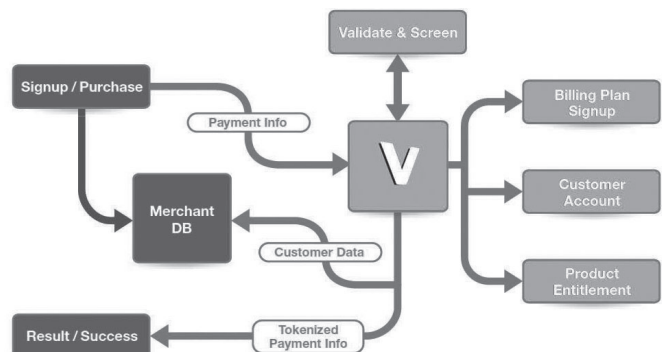 Validate & Screen
Signup / Purchase
Billing Plan
Signup
Payment Info
V
Merchant
DB
Customer
Account
Customer Data
Product
Entitlement
Result / Success
Tokenized
Payment Info